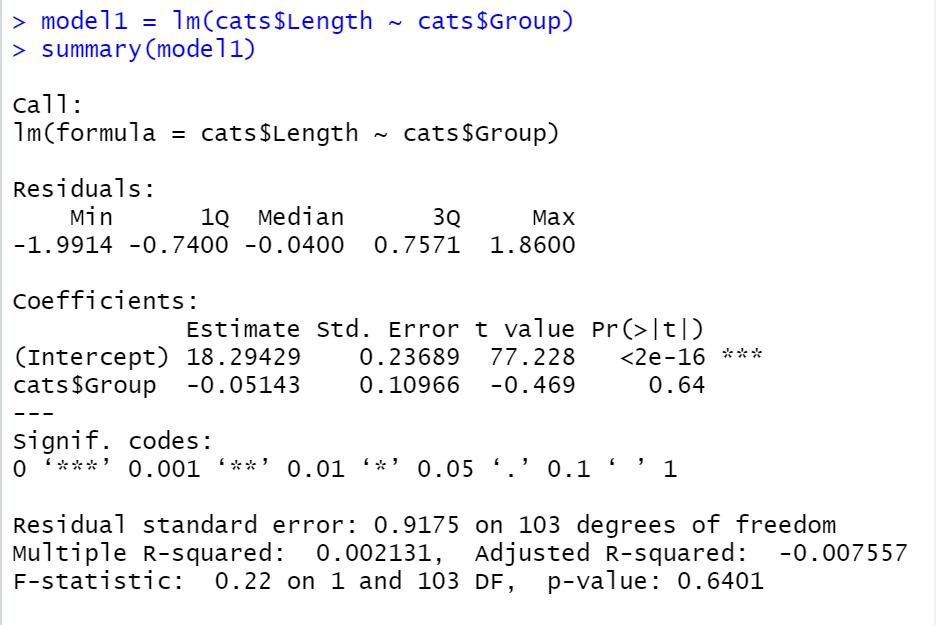 > model1 = lm(cats$Length ~ cats$Group)
> summary(model1)
Call:
lm(formula = cats$Length ~ cats$Group)
Residuals:
    Min      1Q  Median      3Q     Max
-1.9914 -0.7400 -0.0400  0.7571  1.8600
Coefficients:
            Estimate Std. Error t value Pr(>|t|)
(Intercept) 18.29429    0.23689  77.228   <2e-16 ***
cats$Group  -0.05143    0.10966  -0.469     0.64
---
Signif. codes:
0 ‘***’ 0.001 ‘**’ 0.01 ‘*’ 0.05 ‘.’ 0.1 ‘ ’ 1
Residual standard error: 0.9175 on 103 degrees of freedom
Multiple R-squared:  0.002131,  Adjusted R-squared:  -0.007557
F-statistic:  0.22 on 1 and 103 DF,  p-value: 0.6401